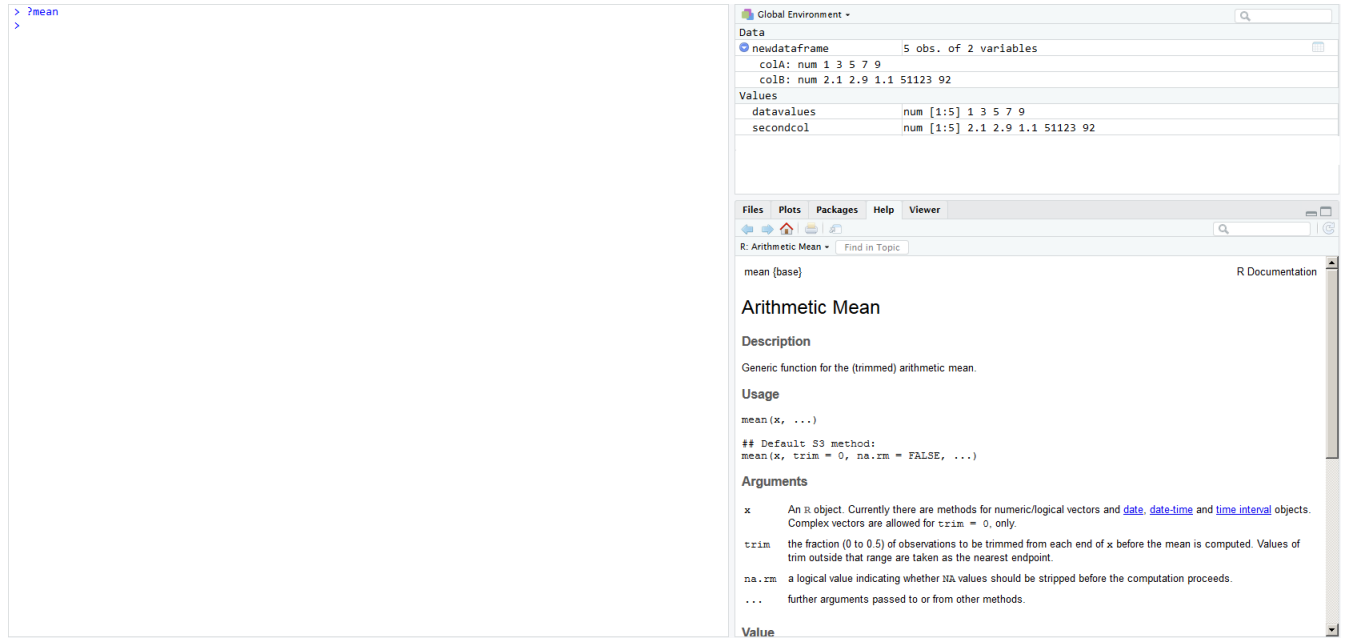 > ?mean
>
Global Environment
Data
newdataframe 5 obs. of 2 variables
colA: num 1 3 5 7 9
colB: num 2.1 2.9 1.1 51123 92
Values
datavalues num [1:5] 1 3 5 7 9
secondcol num [1:5] 2.1 2.9 1.1 51123 92
Files Plots Packages Help Viewer
R: Arithmetic Mean Find in Topic
mean {base} R Documentation
Arithmetic Mean
Description
Generic function for the (trimmed) arithmetic mean.
Usage
mean(x, ...)
## Default S3 method:
mean(x, trim = 0, na.rm = FALSE, ...)
Arguments
x An R object. Currently there are methods for numeric/logical vectors and date, date-time and time interval objects.
Complex vectors are allowed for trim = 0, only.
trim the fraction (0 to 0.5) of observations to be trimmed from each end of x before the mean is computed. Values of
trim outside that range are taken as the nearest endpoint.
na.rm a logical value indicating whether NA values should be stripped before the computation proceeds.
... further arguments passed to or from other methods.
Value